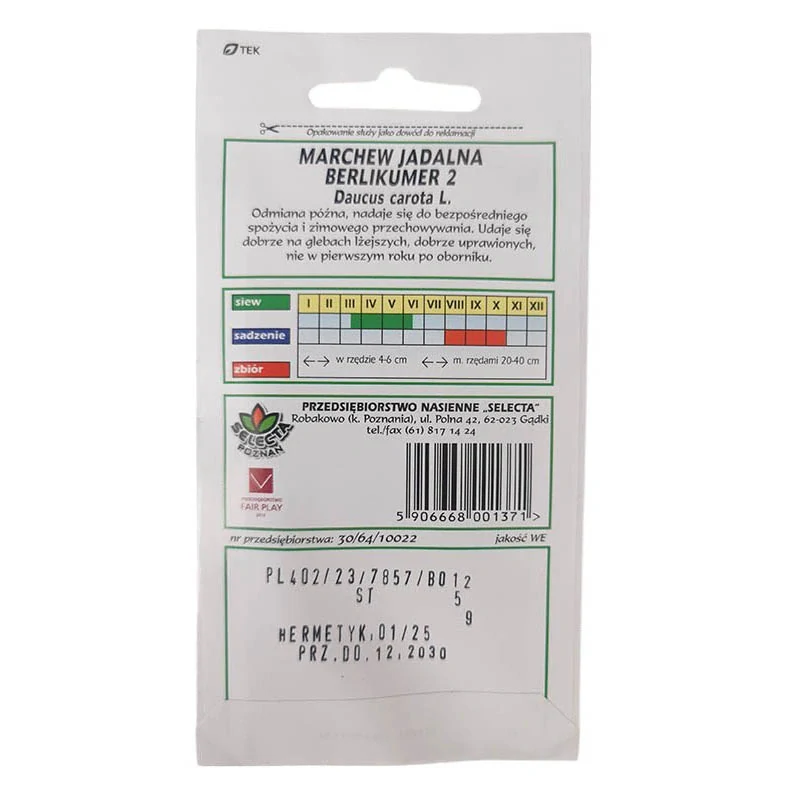 TEK
Opakowanie służy jako dowód do reklamacji
MARCHEW JADALNA
BERLIKUMER 2
Daucus carota L.
Odmiana późna, nadaje się do bezpośredniego
spożycia i zimowego przechowywania. Udaje się
dobrze na glebach lżejszych, dobrze uprawionych,
nie w pierwszym roku po oborniku.
siew
I II III IV V VI VII VIII IX X XI XII
sadzenie
zbiór
w rzędzie 4-6 cm m. rzędami 20-40 cm
PRZEDSIĘBIORSTWO NASIENNE „SELECTA"
Robakowo (k. Poznania), ul. Polna 42, 62-023 Gądki
tel./fax (61) 817 14 24
SELECTA
POZNAŃ
PRZEDSIĘBIORSTWO
FAIR PLAY
5 906668 001371 >
nr przedsiębiorstwa: 30/64/10022 jakość WE
PL402/23/7857/B012
ST 5
9
HERMETYK.01/25
PRZ.DO.12.2030